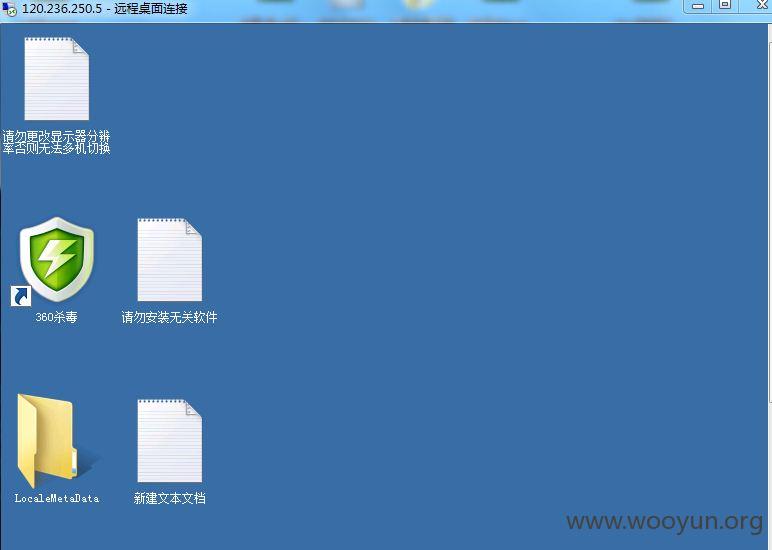 120.236.250.5 - 远程桌面连接
请勿更改显示器分辨
率否则无法多机切换
360杀毒
请勿安装无关软件
LocaleMetaData
新建文本文档
www.wooyun.org